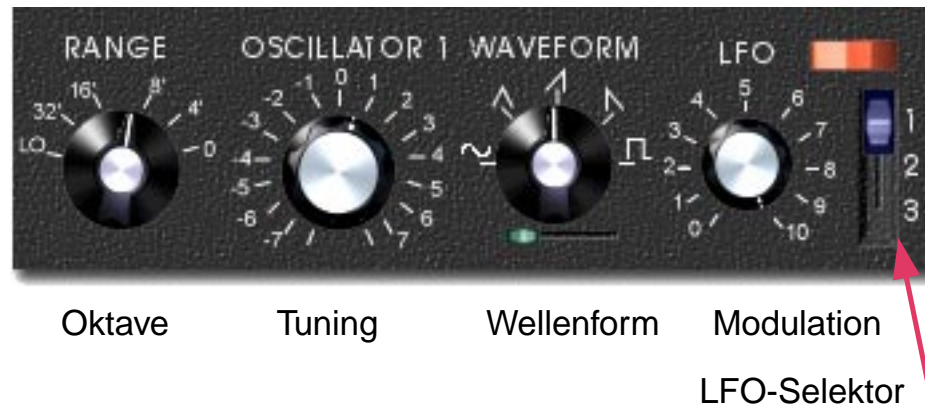 RANGE OSCILLATOR 1 WAVEFORM LFO
LO 32' 16' 8' 4' 0
-7 -6 -5 -4 -3 -2 -1 0 1 2 3 4 5 6 7
0 1 2 3 4 5 6 7 8 9 10
1
2
3
Oktave Tuning Wellenform Modulation
LFO-Selektor